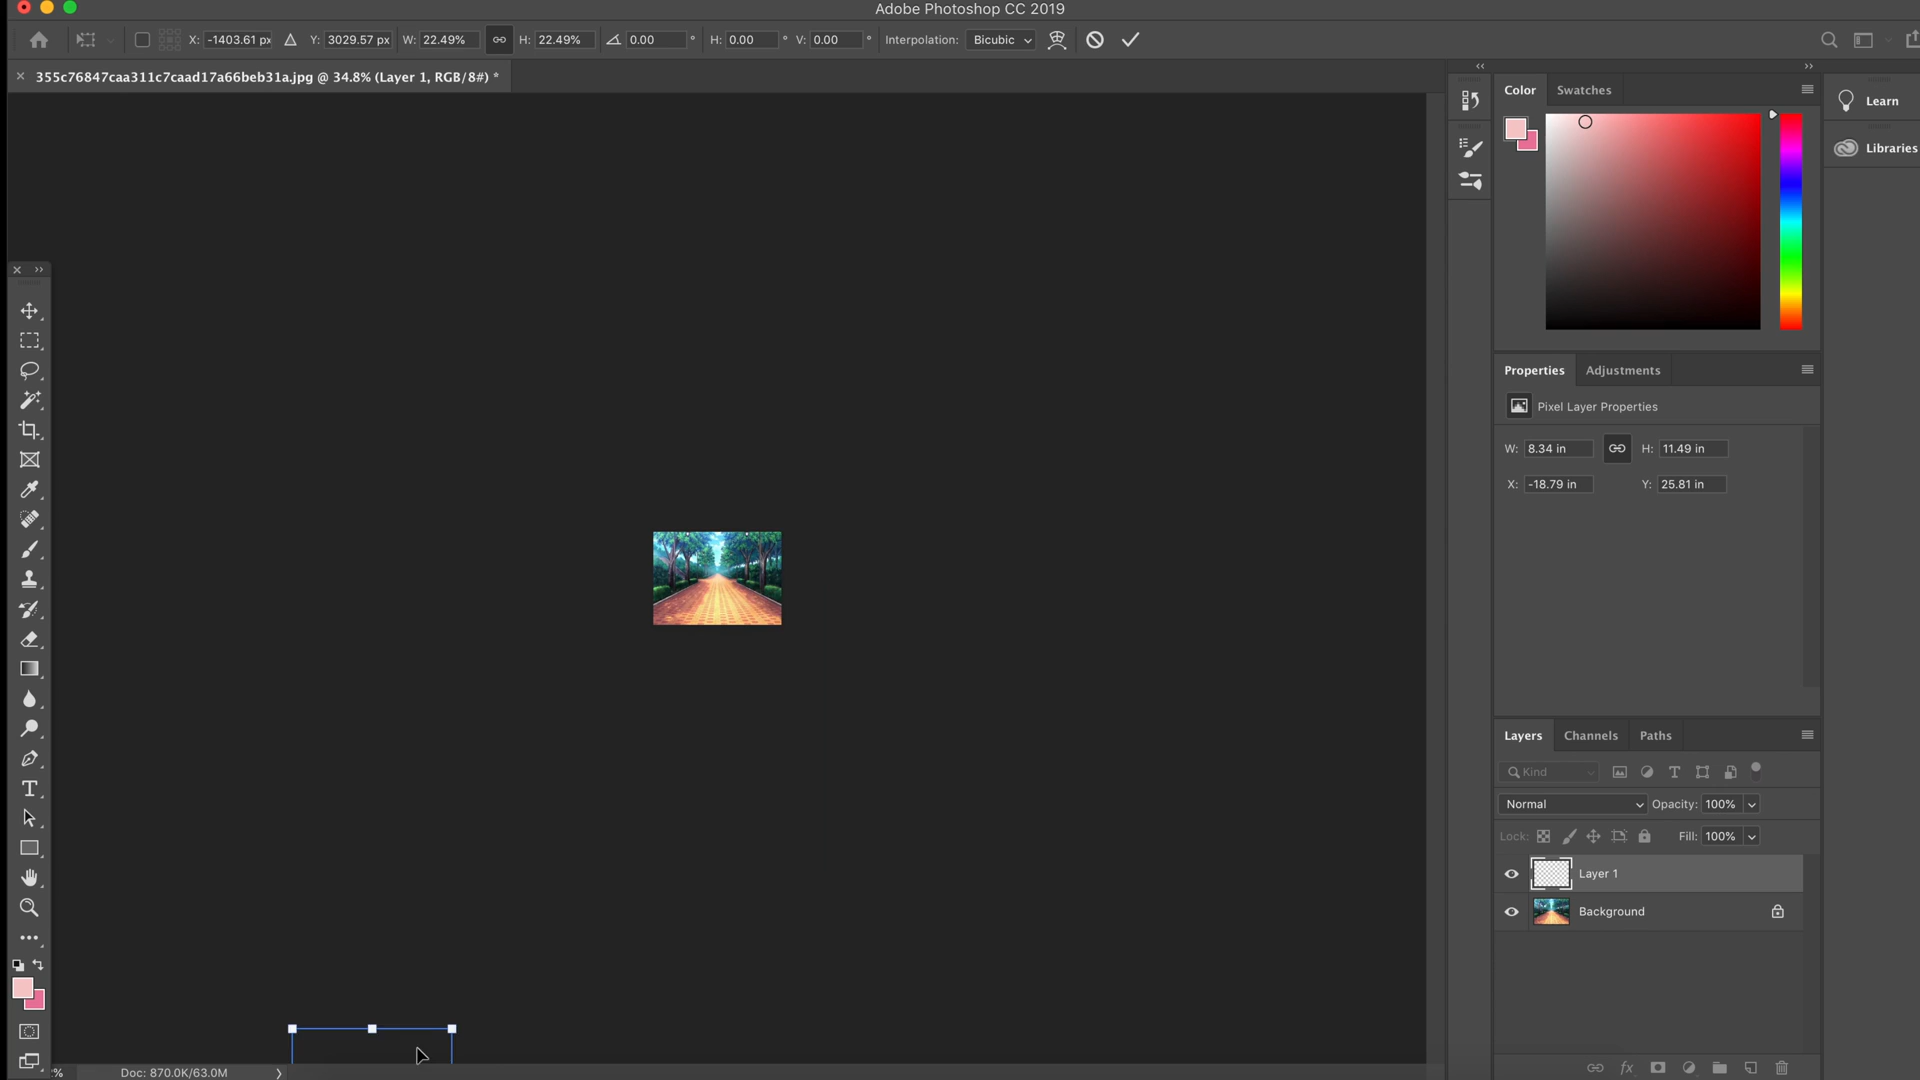 Adobe Photoshop CC 2019
X: -1403.61 px Y: 3029.57 px W: 22.49% H: 22.49% 0.00 ° H: 0.00 ° V: 0.00 ° Interpolation: Bicubic
355c76847caa311c7caad17a66beb31a.jpg @ 34.8% (Layer 1, RGB/8#) *
Color Swatches
Learn
Libraries
Properties Adjustments
Pixel Layer Properties
W: 8.34 in H: 11.49 in
X: -18.79 in Y: 25.81 in
Layers Channels Paths
Kind
Normal Opacity: 100%
Lock: Fill: 100%
Layer 1
Background
% Doc: 870.0K/63.0M